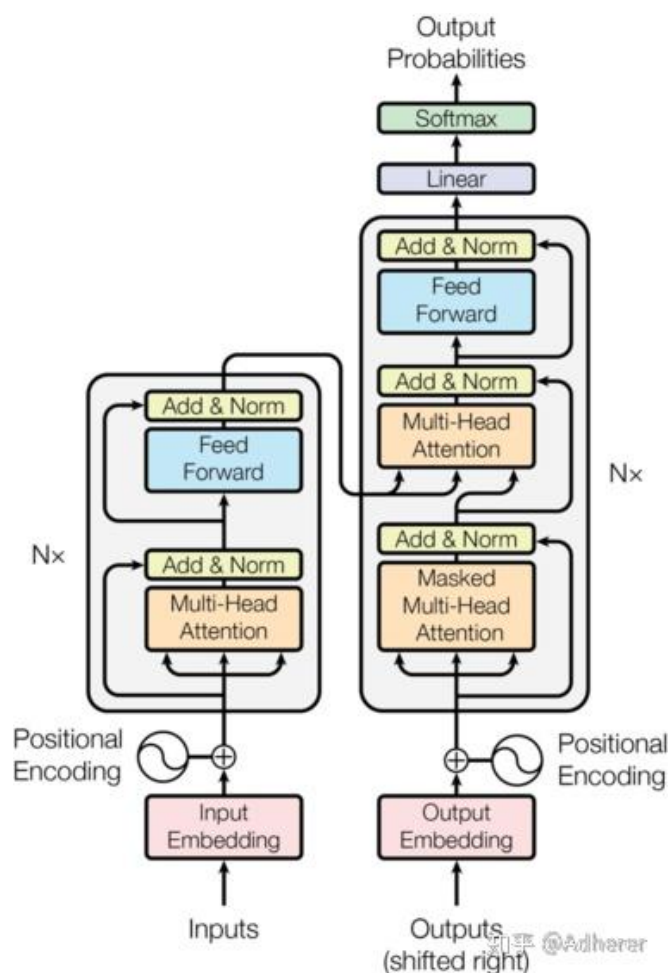 Output
Probabilities
Softmax
Linear
Add & Norm
Feed
Forward
Add & Norm
Multi-Head
Attention
Nx
Add & Norm
Masked
Multi-Head
Attention
Add & Norm
Feed
Forward
Nx
Add & Norm
Multi-Head
Attention
Positional
Encoding
Positional
Encoding
Input
Embedding
Output
Embedding
Inputs
Outputs
(shifted right)
知乎 @Adherer